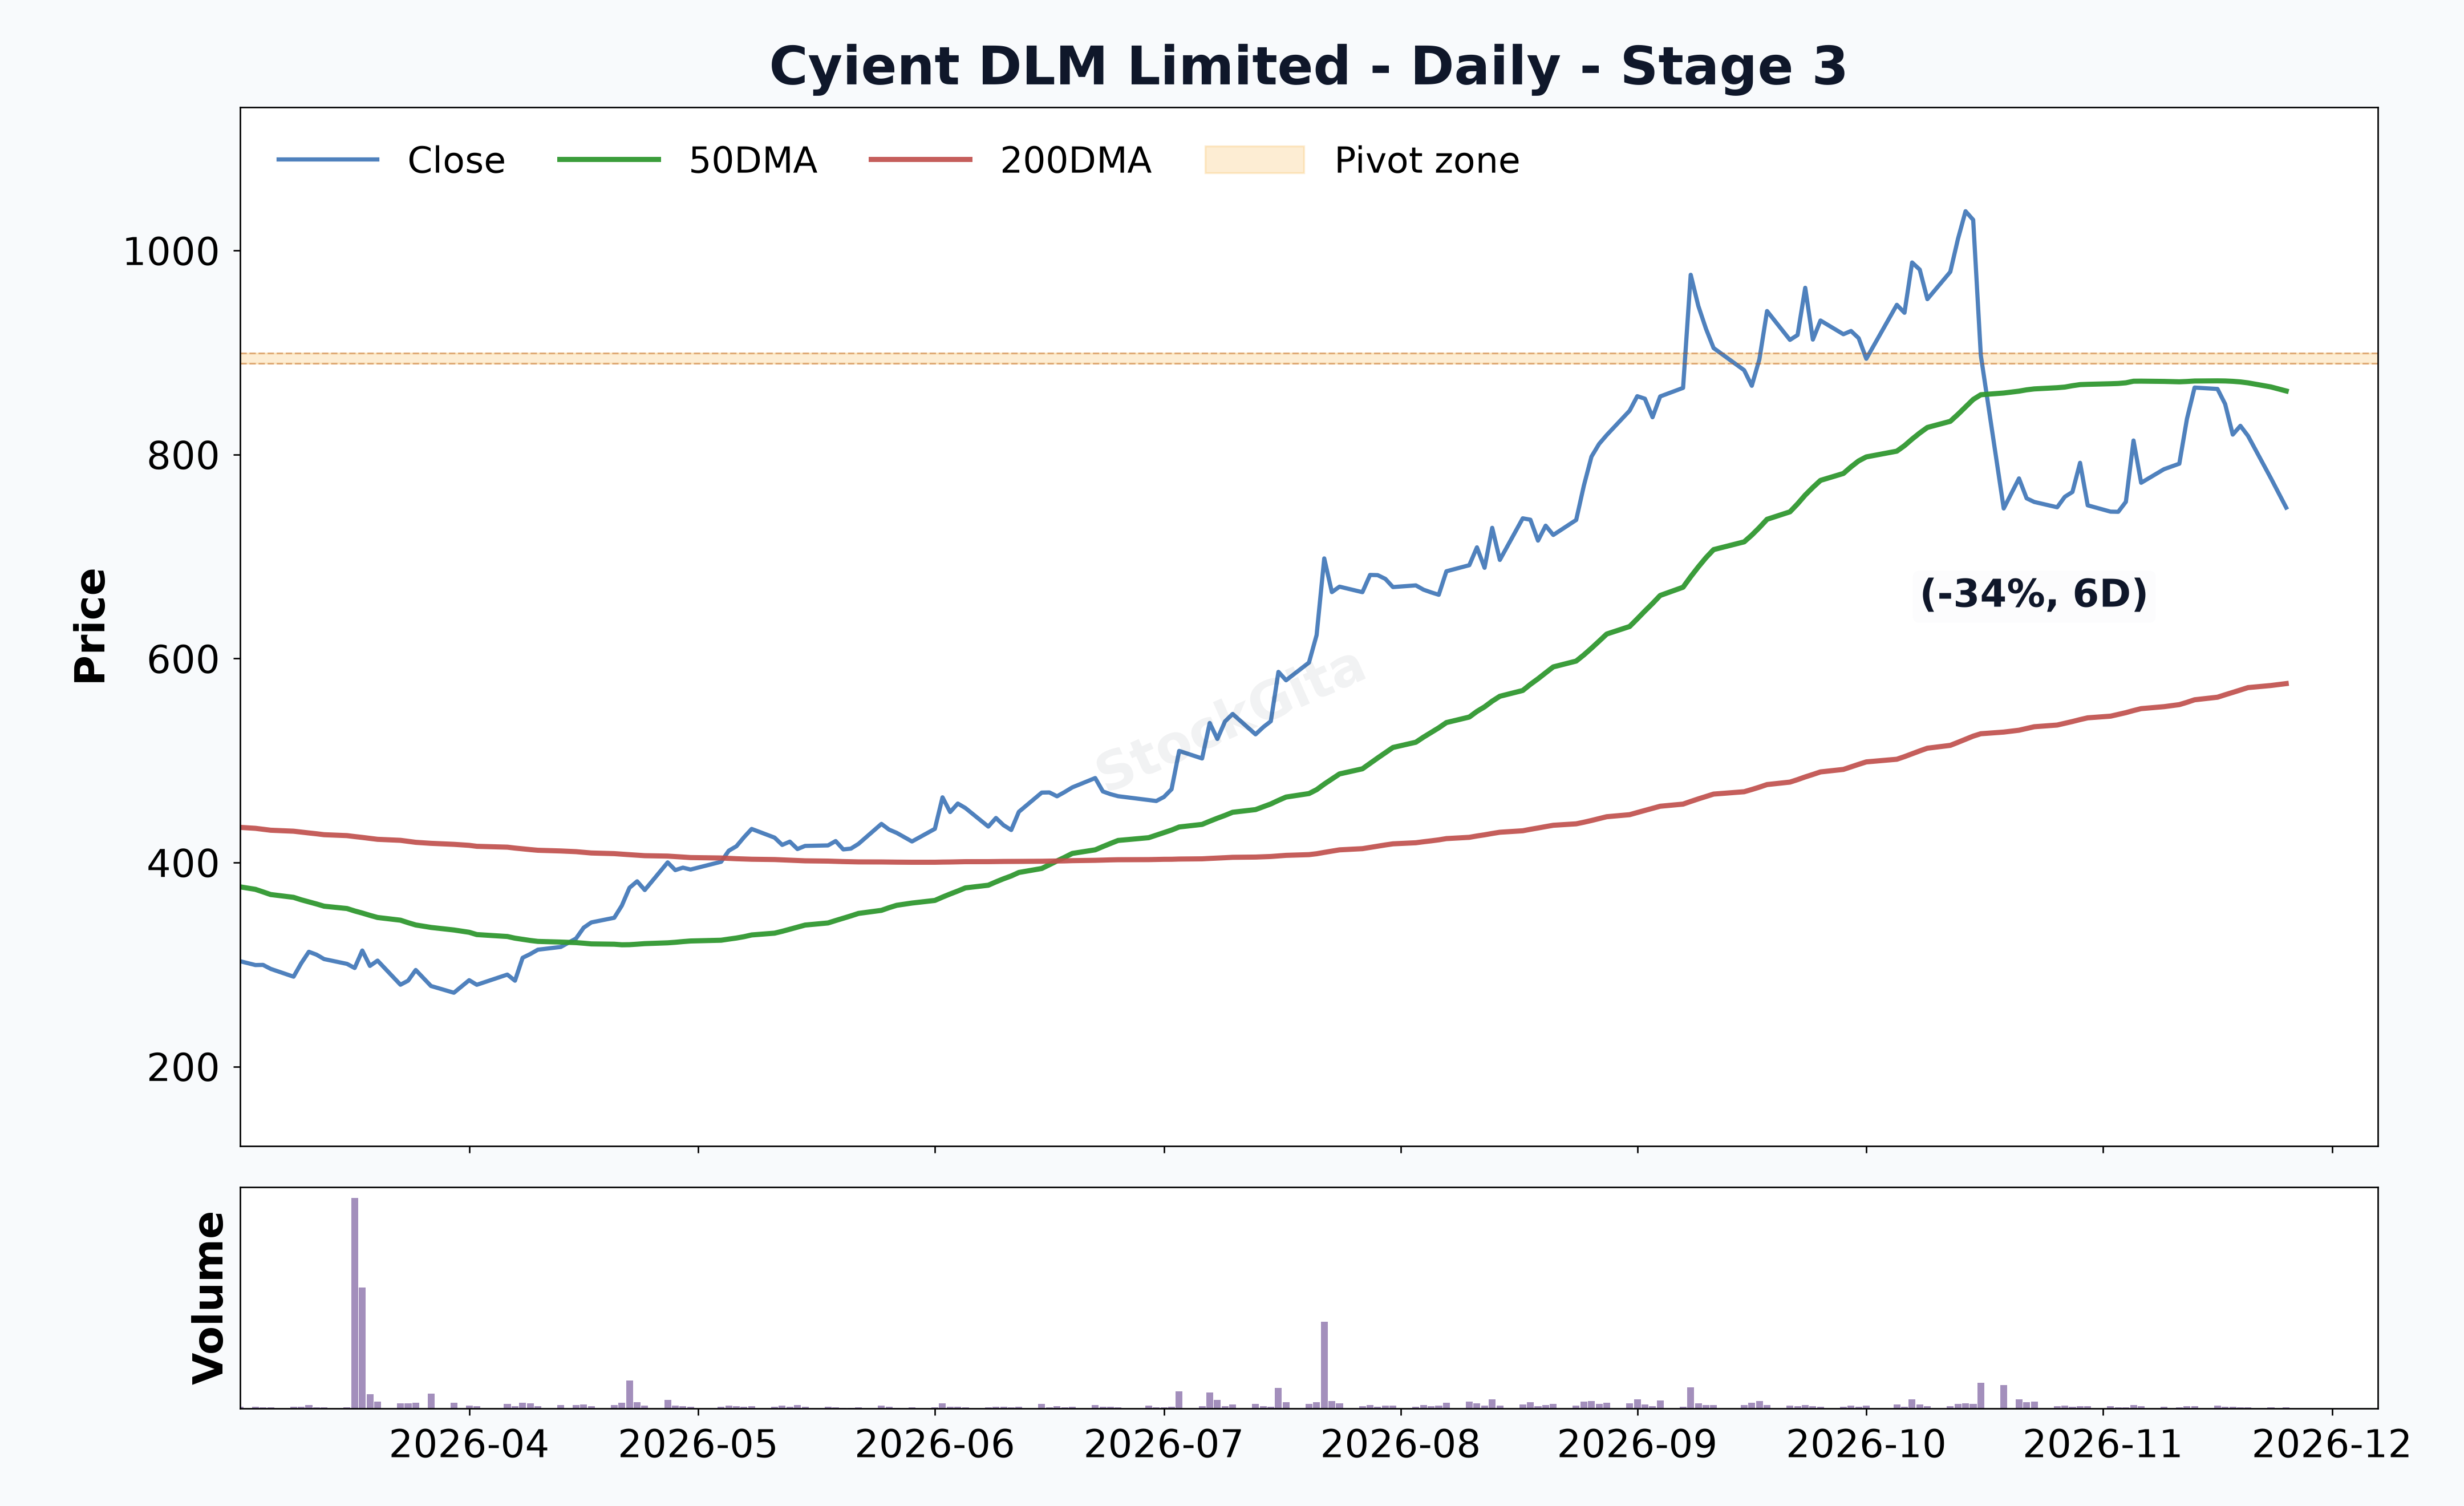 Cyient DLM Limited - Daily - Stage 3
Close 50DMA 200DMA Pivot zone
1000
800
600
400
200
Price
(-34%, 6D)
StockGita
Volume
2026-04 2026-05 2026-06 2026-07 2026-08 2026-09 2026-10 2026-11 2026-12